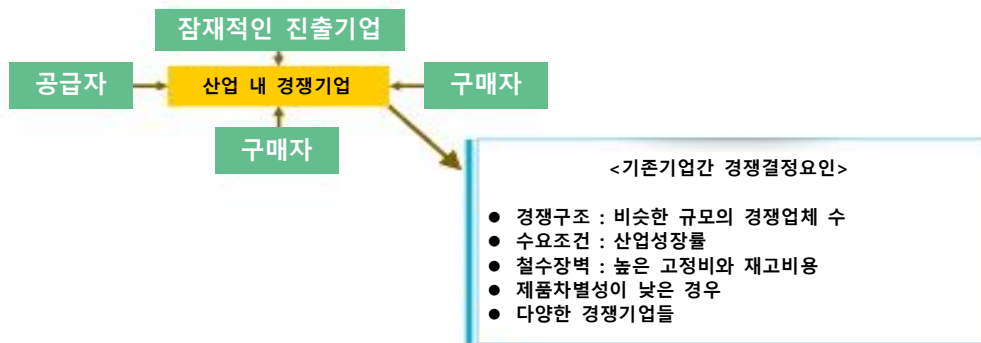 잠재적인 진출기업
공급자
산업 내 경쟁기업
구매자
구매자
<기존기업간 경쟁결정요인>
● 경쟁구조 : 비슷한 규모의 경쟁업체 수
● 수요조건 : 산업성장률
● 철수장벽 : 높은 고정비와 재고비용
● 제품차별성이 낮은 경우
● 다양한 경쟁기업들